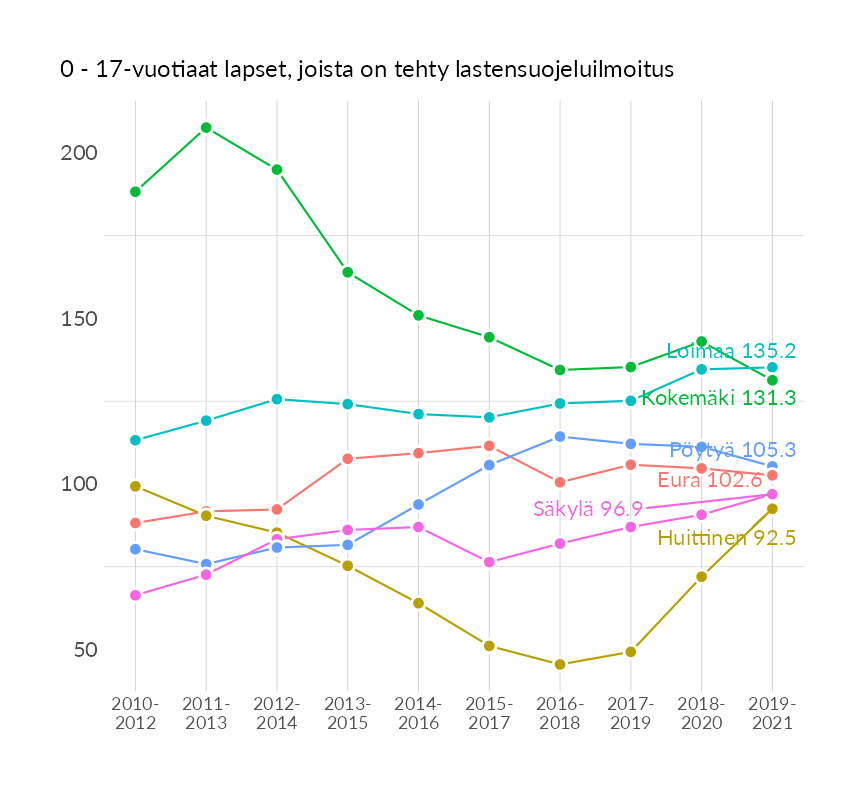 0 - 17-vuotiaat lapset, joista on tehty lastensuojeluilmoitus
200
150
100
50
Loimaa 135.2
Kokemäki 131.3
Pöytyä 105.3
Eura 102.6
Säkylä 96.9
Huittinen 92.5
2010- 2011- 2012- 2013- 2014- 2015- 2016- 2017- 2018- 2019-
2012 2013 2014 2015 2016 2017 2018 2019 2020 2021